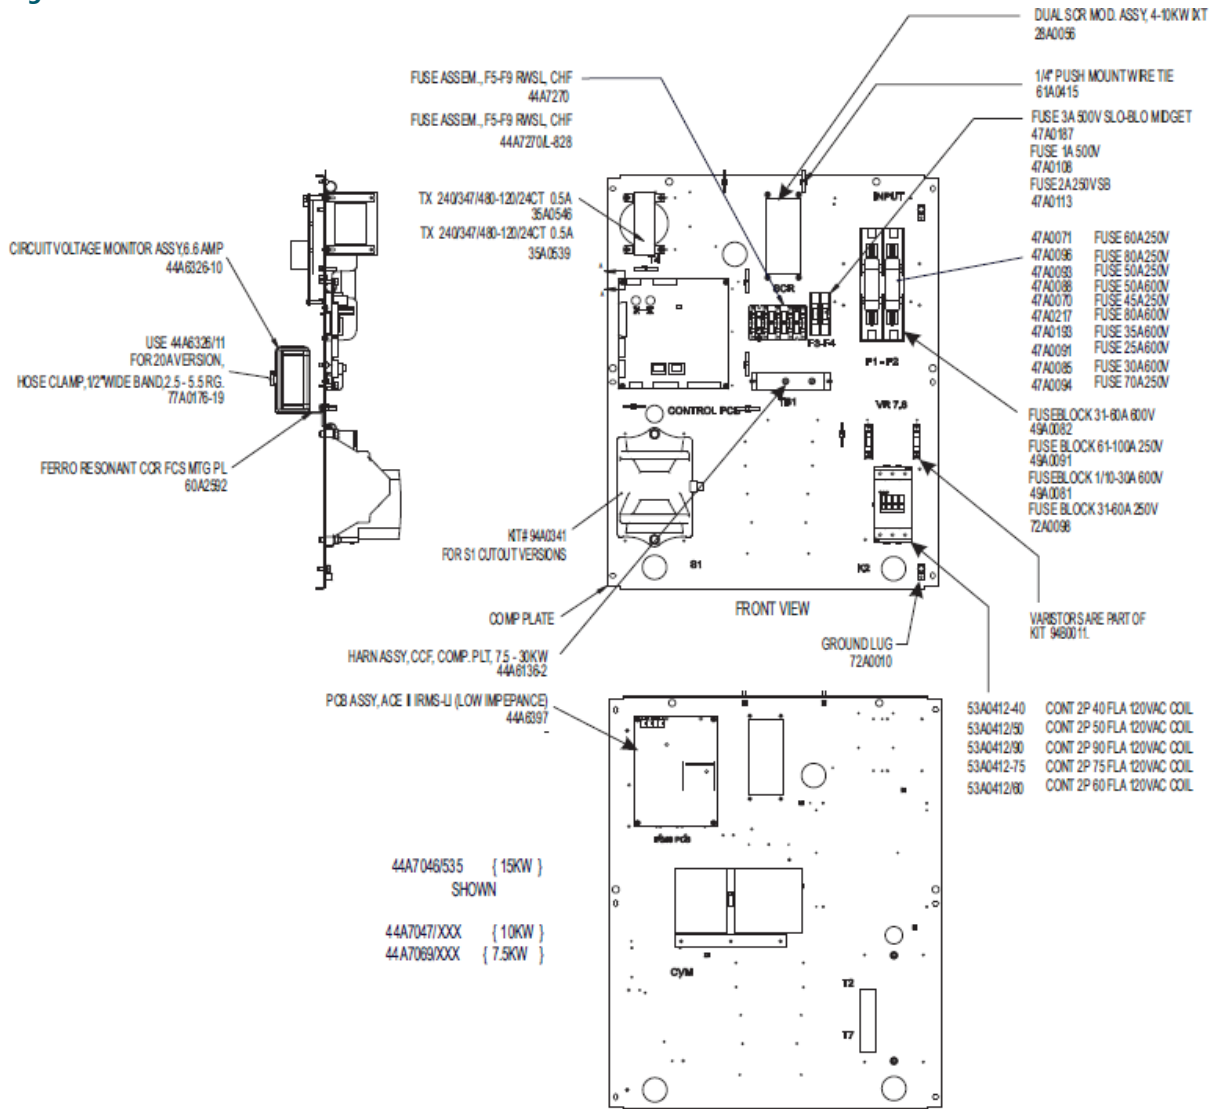 DUAL SCR MOD. ASSY, 4-10KW IXT
28A0056
FUSE ASSEM., F5-F9 RWSL, CHF
44A7270
FUSE ASSEM., F5-F9 RWSL, CHF
44A7270/L-828
1/4" PUSH MOUNT WIRE TIE
61A0415
FUSE 3A 500V SLO-BLO MIDGET
47A0187
FUSE 1A 500V
47A0108
FUSE 2A 250V SB
47A0113
TX 240/347/480-120/24CT 0.5A
35A0546
TX 240/347/480-120/24CT 0.5A
35A0539
CIRCUIT VOLTAGE MONITOR ASSY,6.6 AMP
44A6326-10
USE 44A6326/11
FOR 20A VERSION,
HOSE CLAMP, 1/2" WIDE BAND, 2.5 - 5.5 RG.
77A0176-19
FERRO RESONANT CCR FCS MTG PL
60A2592
INPUT
SCR
F3-F4
F1 - F2
TB1
CONTROL PCB
VR 7,8
S1
K2
47A0071 FUSE 60A 250V
47A0096 FUSE 80A 250V
47A0093 FUSE 50A 250V
47A0088 FUSE 50A 600V
47A0070 FUSE 45A 250V
47A0217 FUSE 80A 600V
47A0193 FUSE 35A 600V
47A0091 FUSE 25A 600V
47A0085 FUSE 30A 600V
47A0094 FUSE 70A 250V
FUSEBLOCK 31-60A 600V
49A0082
FUSE BLOCK 61-100A 250V
49A0091
FUSEBLOCK 1/10-30A 600V
49A0081
FUSE BLOCK 31-60A 250V
72A0098
KIT# 94A0341
FOR S1 CUTOUT VERSIONS
COMP PLATE
FRONT VIEW
GROUND LUG
72A0010
VARISTORS ARE PART OF
KIT 94B0011.
HARN ASSY, CCF, COMP. PLT, 7.5 - 30KW
44A6136-2
PCB ASSY, ACE II IRMS-LI (LOW IMPEPANCE)
44A6397
53A0412-40 CONT 2P 40 FLA 120VAC COIL
53A0412/50 CONT 2P 50 FLA 120VAC COIL
53A0412/90 CONT 2P 90 FLA 120VAC COIL
53A0412-75 CONT 2P 75 FLA 120VAC COIL
53A0412/60 CONT 2P 60 FLA 120VAC COIL
PCB
44A7046/535 { 15KW }
SHOWN
44A7047/XXX { 10KW }
44A7069/XXX { 7.5KW }
CVM
T2
T7